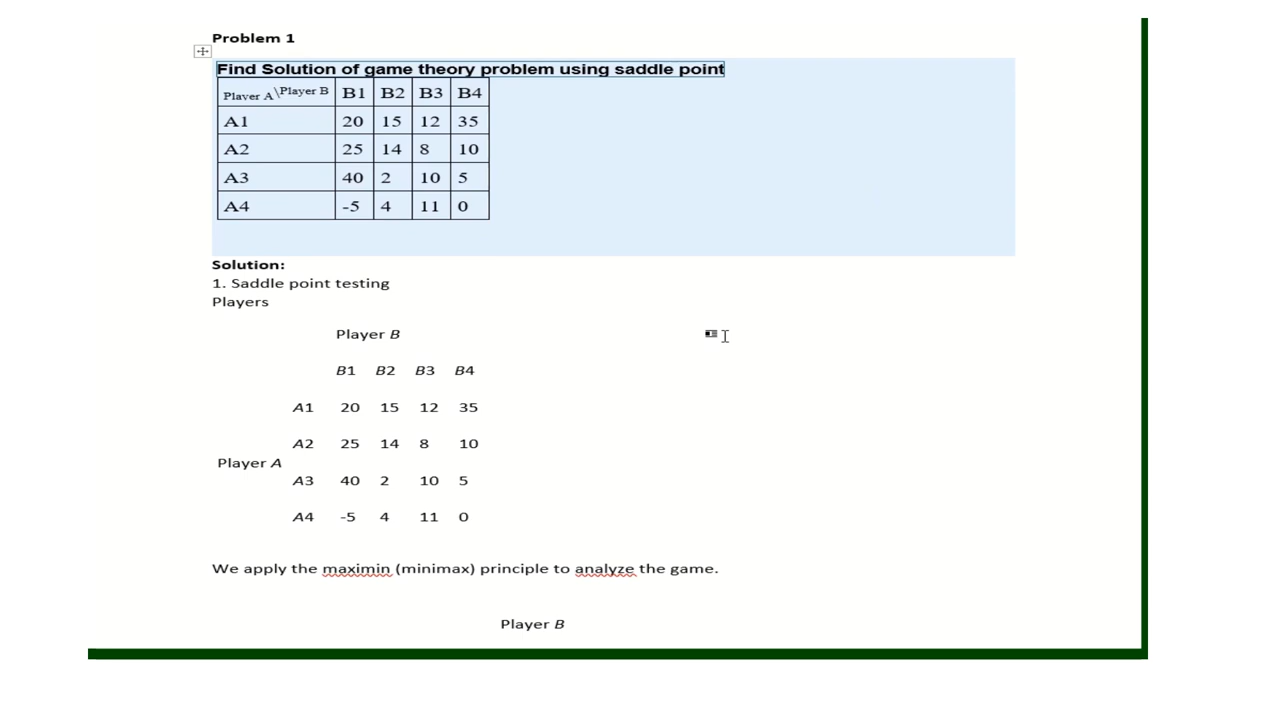 Problem 1
Find Solution of game theory problem using saddle point
Player A\Player B B1 B2 B3 B4
A1 20 15 12 35
A2 25 14 8 10
A3 40 2 10 5
A4 -5 4 11 0
Solution:
1. Saddle point testing
Players
Player B
B1 B2 B3 B4
A1 20 15 12 35
A2 25 14 8 10
Player A
A3 40 2 10 5
A4 -5 4 11 0
We apply the maximin (minimax) principle to analyze the game.
Player B